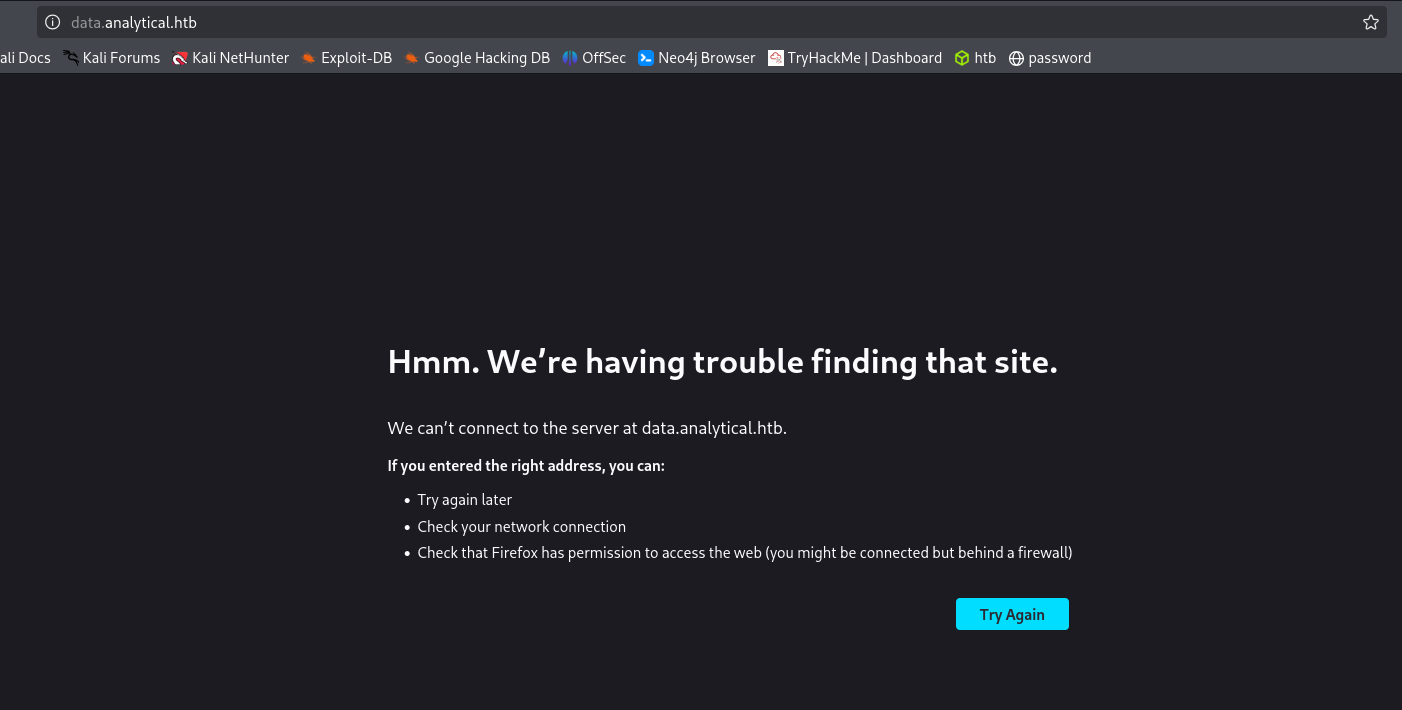 data.analytical.htb
ali Docs Kali Forums Kali NetHunter Exploit-DB Google Hacking DB OffSec Neo4j Browser TryHackMe | Dashboard htb password
Hmm. We’re having trouble finding that site.
We can’t connect to the server at data.analytical.htb.
If you entered the right address, you can:
• Try again later
• Check your network connection
• Check that Firefox has permission to access the web (you might be connected but behind a firewall)
Try Again